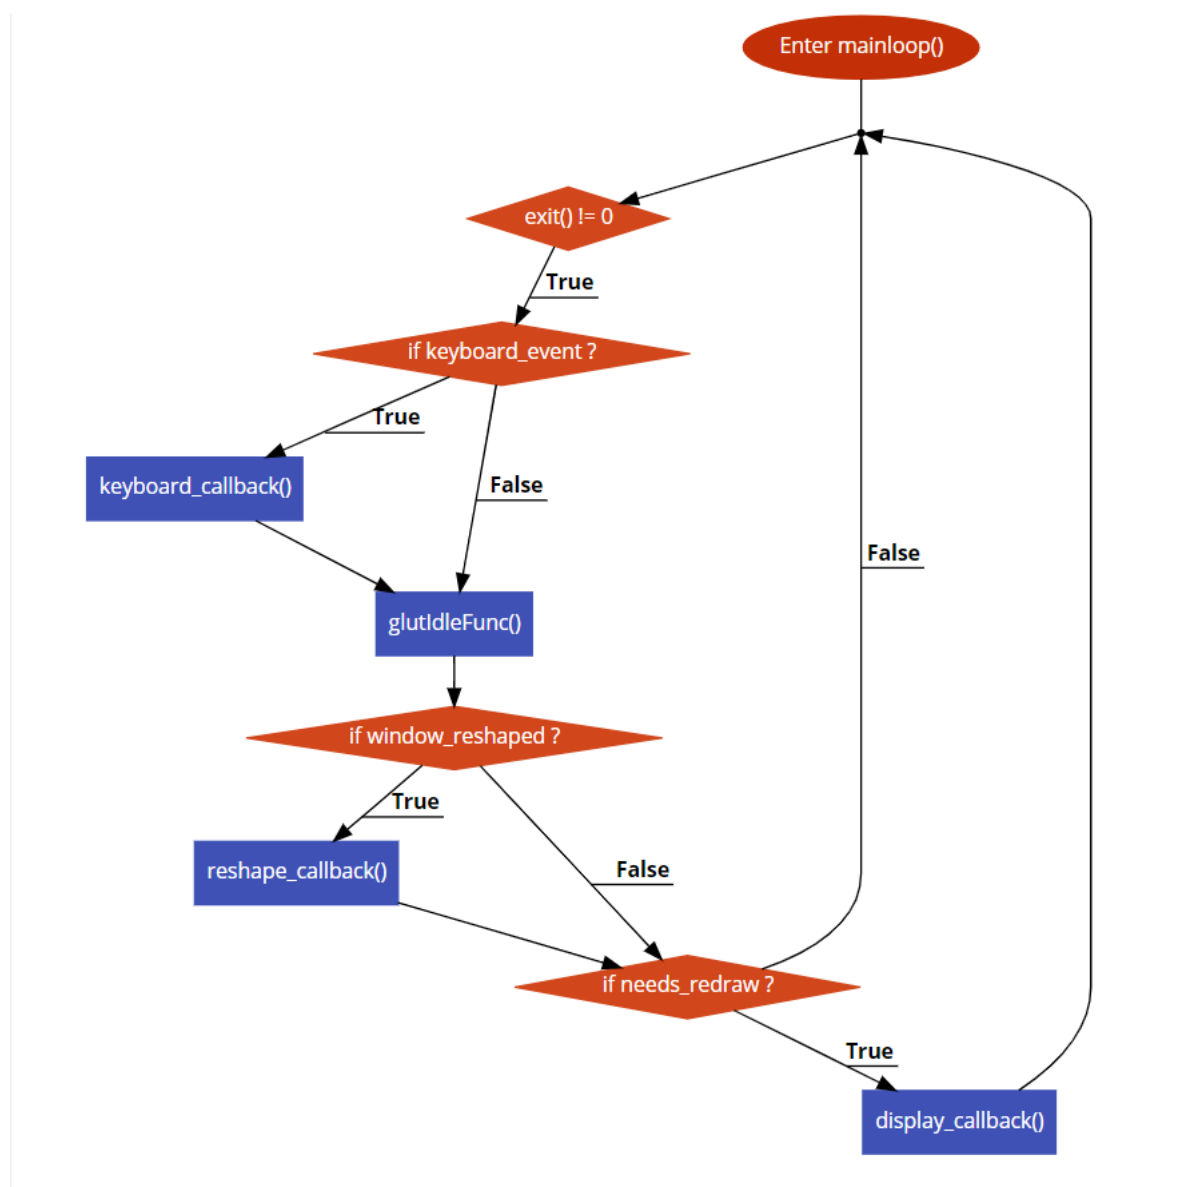 Enter mainloop()
exit() != 0
True
if keyboard_event ?
True
keyboard_callback()
False
False
glutIdleFunc()
if window_reshaped ?
True
reshape_callback()
False
if needs_redraw ?
True
display_callback()